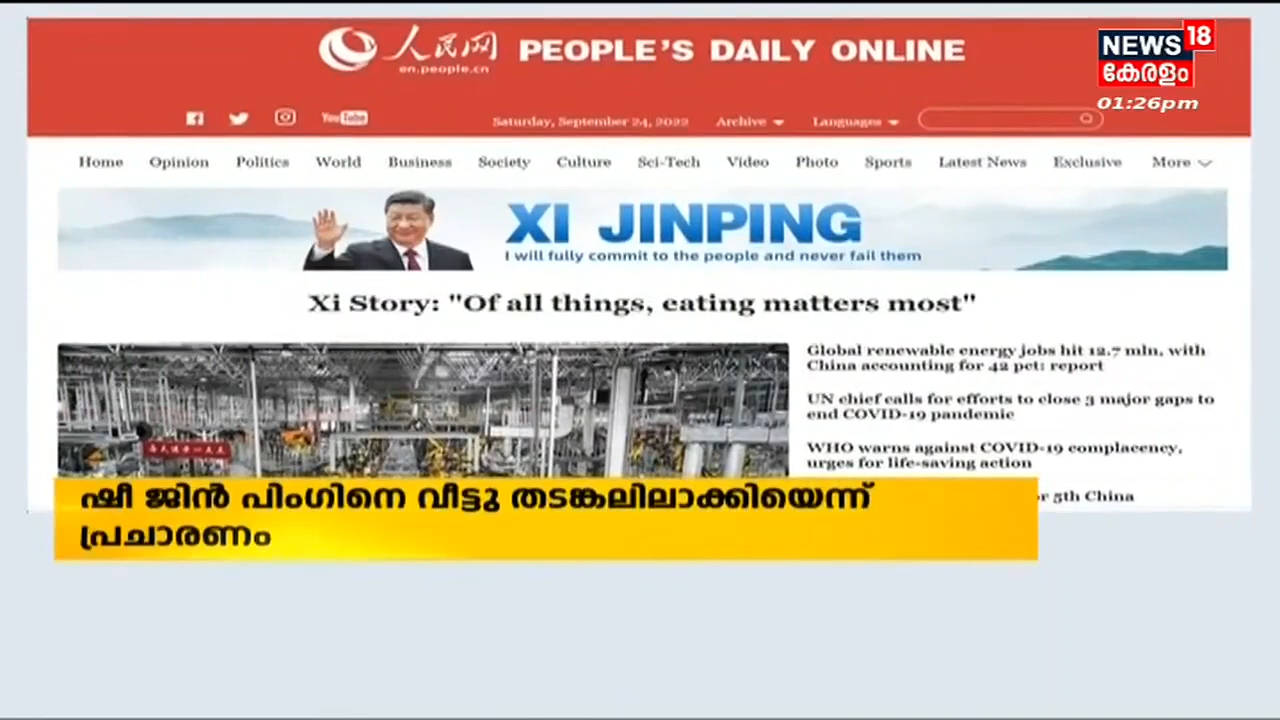 人民网
en.people.cn
PEOPLE'S DAILY ONLINE
NEWS 18
കേരളം
01:26pm
YouTube
Saturday, September 24, 2022 Archive Languages
Home Opinion Politics World Business Society Culture Sci-Tech Video Photo Sports Latest News Exclusive More
XI JINPING
I will fully commit to the people and never fail them
Xi Story: "Of all things, eating matters most"
Global renewable energy jobs hit 12.7 mln, with
China accounting for 42 pct: report
UN chief calls for efforts to close 3 major gaps to
end COVID-19 pandemic
WHO warns against COVID-19 complacency,
urges for life-saving action
5th China
ഷീ ജിൻ പിംഗിനെ വീട്ടു തടങ്കലിലാക്കിയെന്ന്
പ്രചാരണം